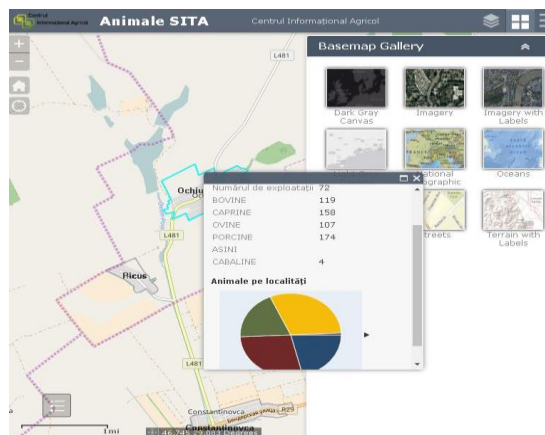 Centrul
Informațional Agricol
Animale SITA
Centrul Informațional Agricol
L481
Basemap Gallery
Dark Gray
Canvas
Imagery
Imagery with
Labels
Oceans
Terrain with
Labels
Numărul de exploatații 72
BOVINE 119
CAPRINE 158
OVINE 107
PORCINE 174
ASINI
CABALINE 4
Animale pe localități
L481
Picus
L481
Constantinovca
R29
Constantinovca
1mi